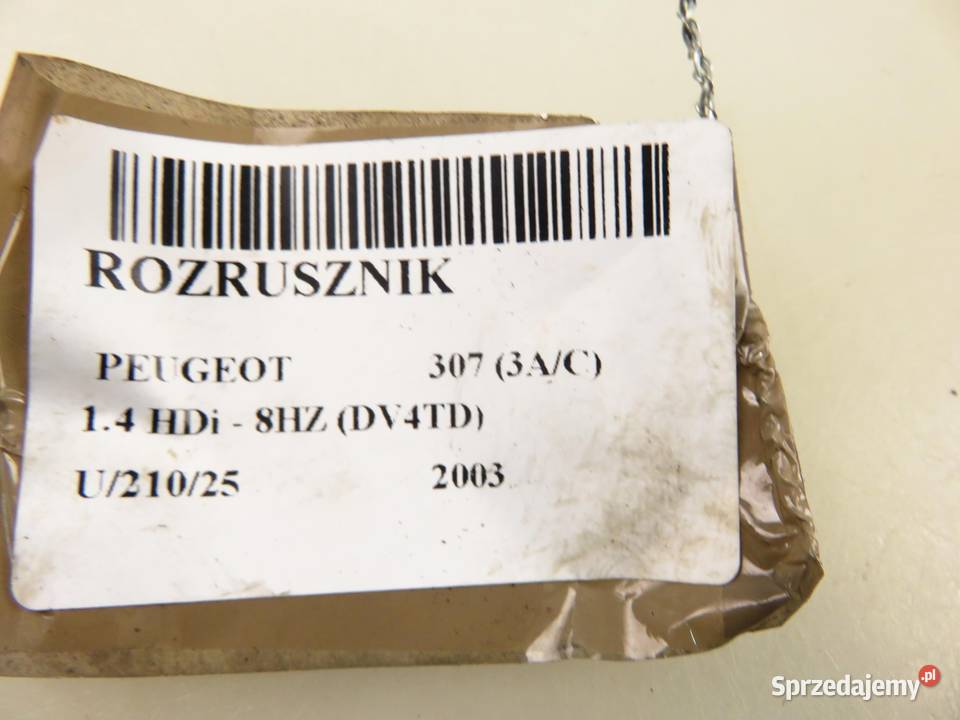 ROZRUSZNIK
PEUGEOT 307 (3A/C)
1.4 HDi - 8HZ (DV4TD)
U/210/25 2003
Sprzedajemy.pl